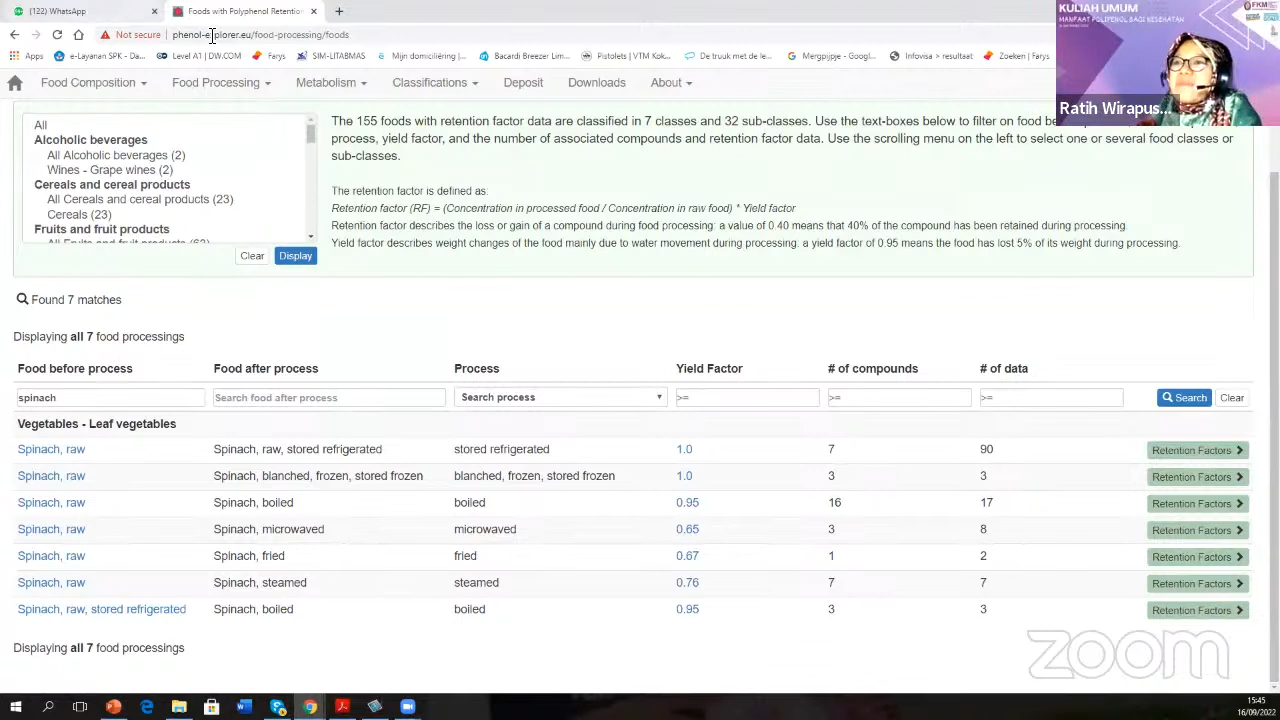 (122) WhatsApp
Foods with Polyphenol Retention
Not secure
phenol-explorer.eu/food-processing/foods
Apps
e-Layanan SPK - Da...
Level A1 | DW.COM
Farys
SIM-LITABMAS
Mijn domiciliëring |...
Badati Breezer Lim...
Pistolets | VTM Kok...
De truuk met de le...
Mergpijpje - Googl...
Infovisa > resultaat
Zoeken | Farys
KULIAH UMUM
MANFAAT POLIFENOL BAGI KESEHATAN
FKM
Ratih Wirapus...
Food Composition
Food Processing
Metabolism
Classifications
Deposit
Downloads
About
All
Alcoholic beverages
All Alcoholic beverages (2)
Wines - Grape wines (2)
Cereals and cereal products
All Cereals and cereal products (23)
Cereals (23)
Fruits and fruit products
All Fruits and fruit products (62)
Clear
Display
The 155 foods with retention factor data are classified in 7 classes and 32 sub-classes. Use the text-boxes below to filter on food be
process, yield factor, and the number of associated compounds and retention factor data. Use the scrolling menu on the left to select one or several food classes or
sub-classes.
The retention factor is defined as:
Retention factor (RF) = (Concentration in processed food / Concentration in raw food) * Yield factor
Retention factor describes the loss or gain of a compound during food processing: a value of 0.40 means that 40% of the compound has been retained during processing.
Yield factor describes weight changes of the food mainly due to water movement during processing: a yield factor of 0.95 means the food has lost 5% of its weight during processing.
Found 7 matches
Displaying all 7 food processings
Food before process Food after process Process Yield Factor # of compounds # of data
spinach Search food after process Search process >= >= >= Search Clear
Vegetables - Leaf vegetables
Spinach, raw Spinach, raw, stored refrigerated stored refrigerated 1.0 7 90 Retention Factors
Spinach, raw Spinach, blanched, frozen, stored frozen blanched, frozen, stored frozen 1.0 3 3 Retention Factors
Spinach, raw Spinach, boiled boiled 0.95 16 17 Retention Factors
Spinach, raw Spinach, microwaved microwaved 0.65 3 8 Retention Factors
Spinach, raw Spinach, fried fried 0.67 1 2 Retention Factors
Spinach, raw Spinach, steamed steamed 0.76 7 7 Retention Factors
Spinach, raw, stored refrigerated Spinach, boiled boiled 0.95 3 3 Retention Factors
Displaying all 7 food processings
zoom
15:45
16/09/2022